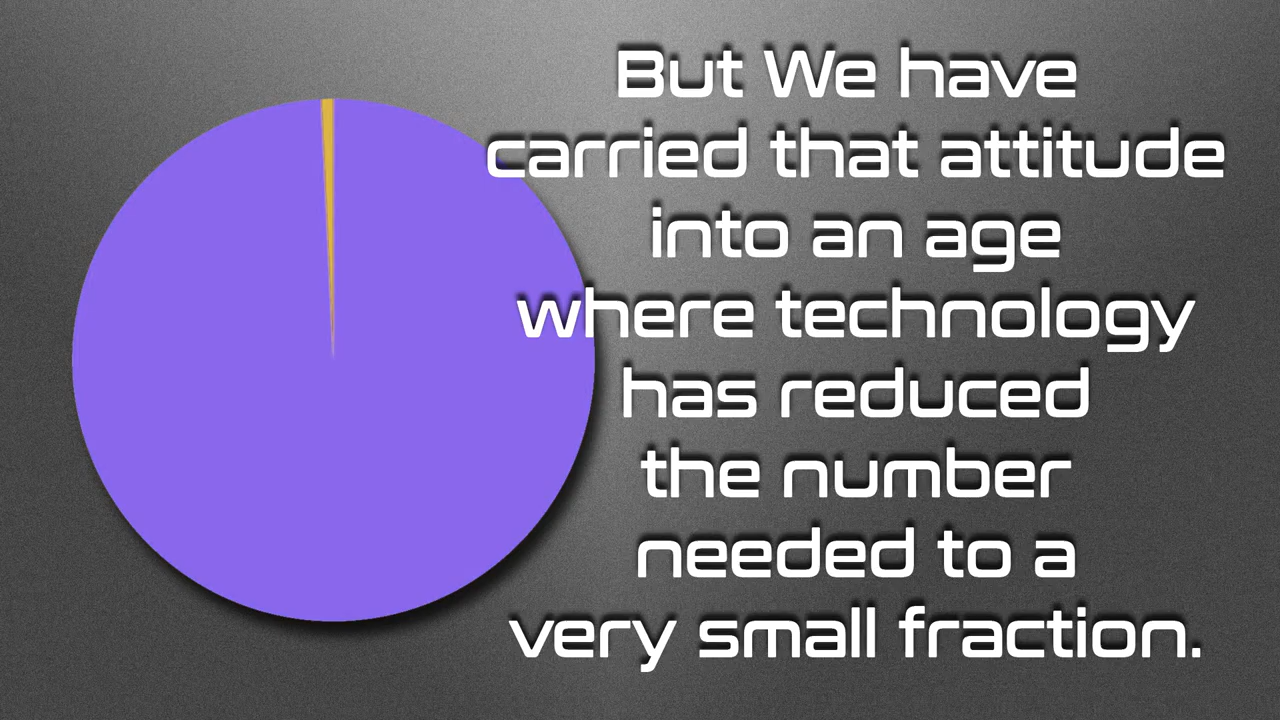 But We have
carried that attitude
into an age
where technology
has reduced
the number
needed to a
very small fraction.